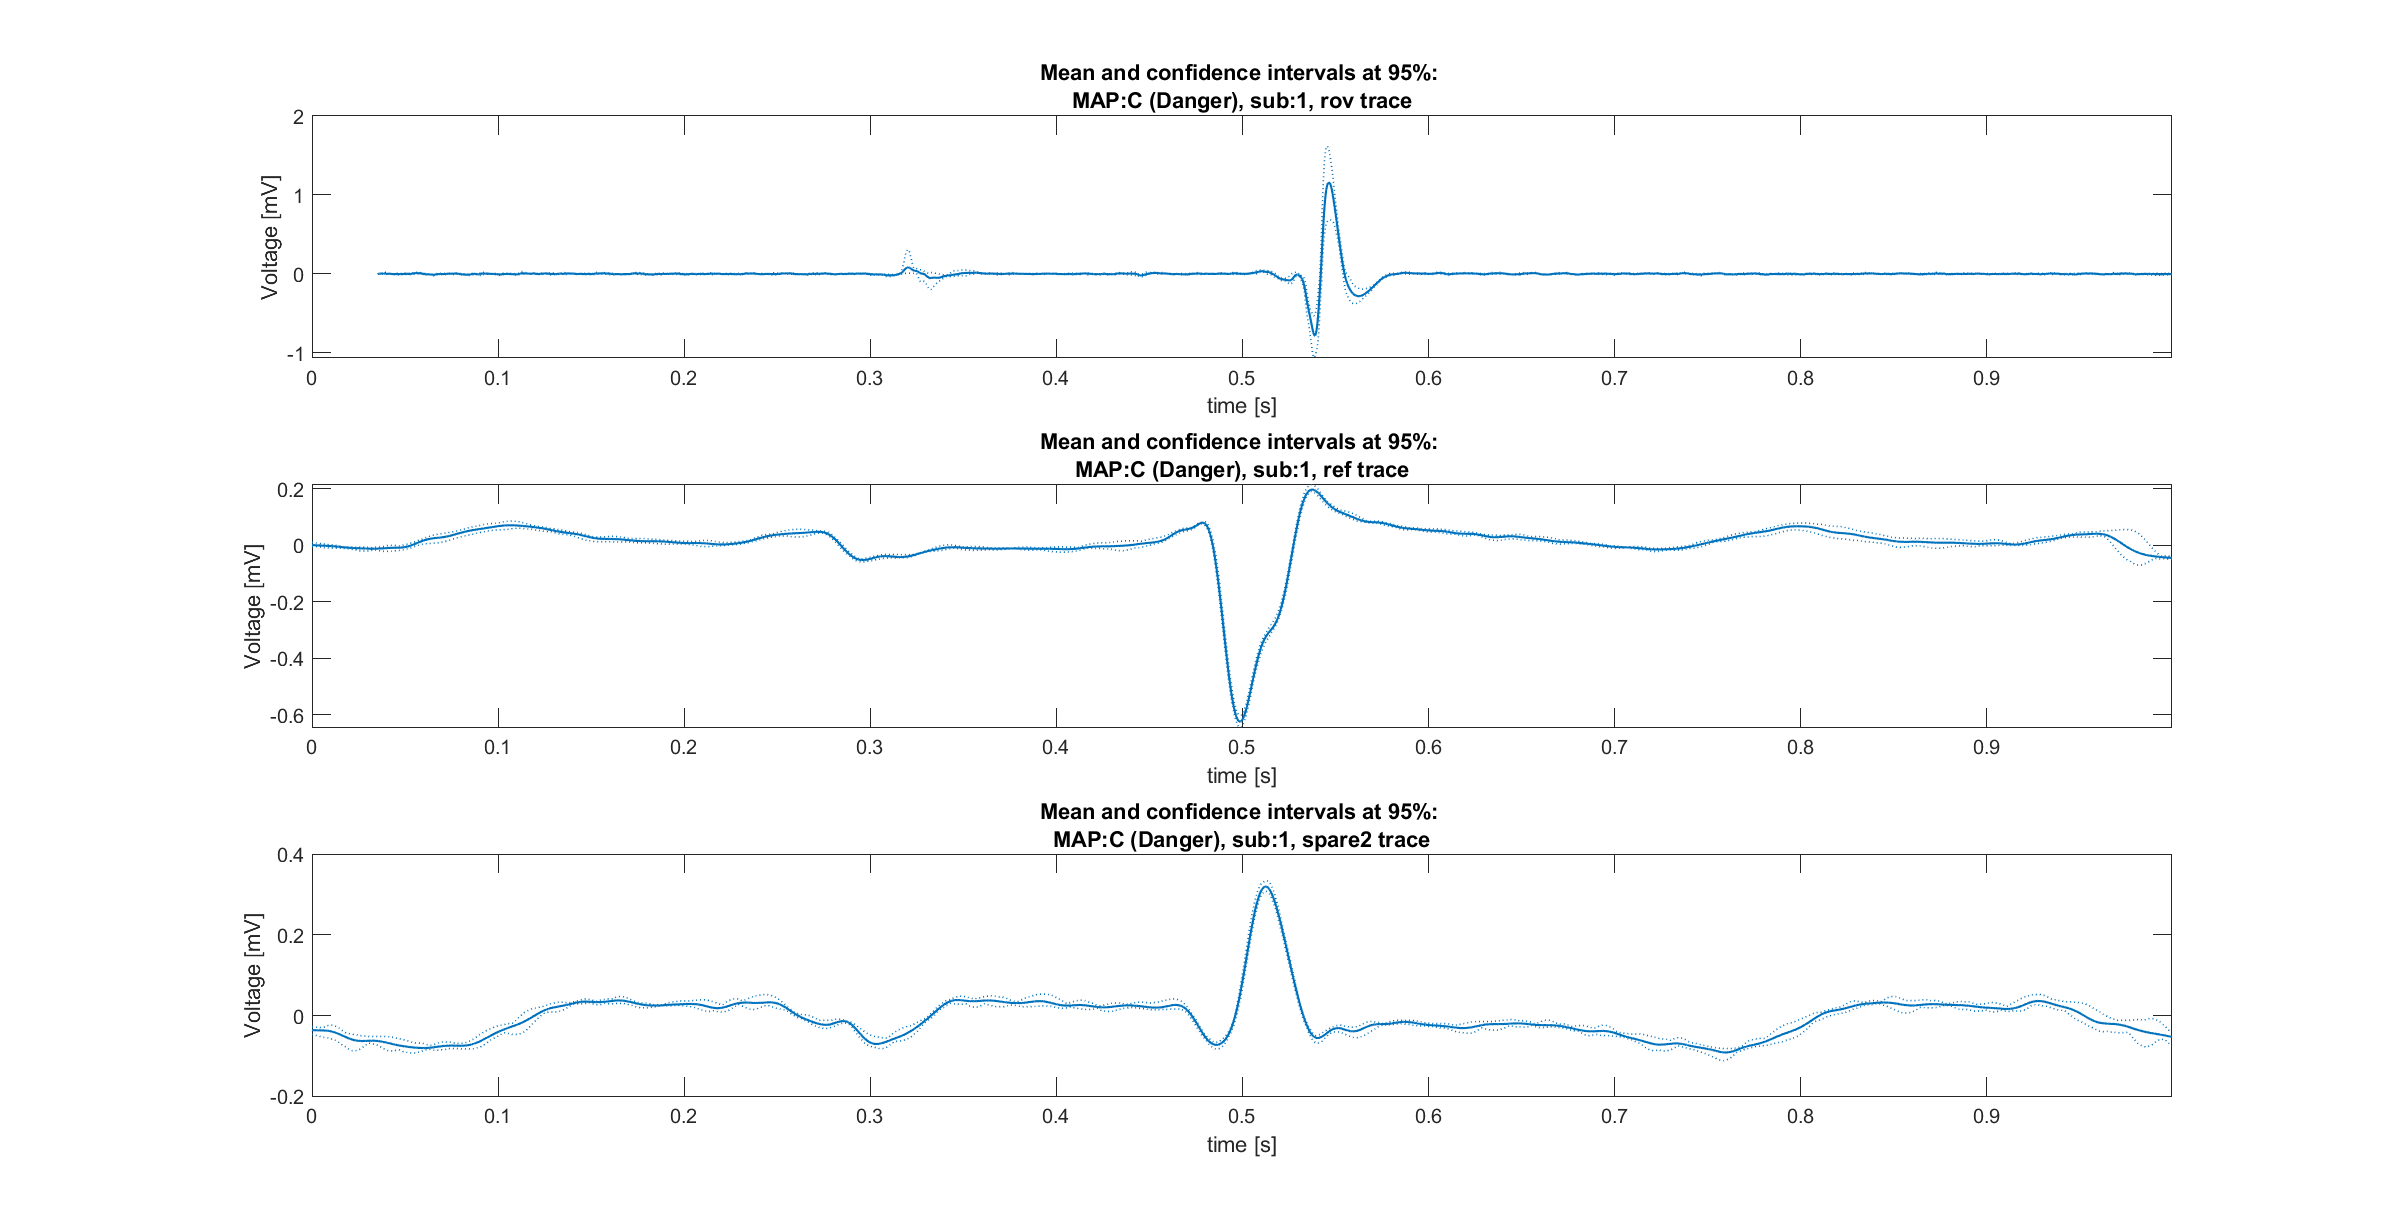 Mean and confidence intervals at 95%:
MAP:C (Danger), sub:1, rov trace
2
1
0
-1
Voltage [mV]
0 0.1 0.2 0.3 0.4 0.5 0.6 0.7 0.8 0.9
time [s]
Mean and confidence intervals at 95%:
MAP:C (Danger), sub:1, ref trace
0.2
0
-0.2
-0.4
-0.6
Voltage [mV]
0 0.1 0.2 0.3 0.4 0.5 0.6 0.7 0.8 0.9
time [s]
Mean and confidence intervals at 95%:
MAP:C (Danger), sub:1, spare2 trace
0.4
0.2
0
-0.2
Voltage [mV]
0 0.1 0.2 0.3 0.4 0.5 0.6 0.7 0.8 0.9
time [s]